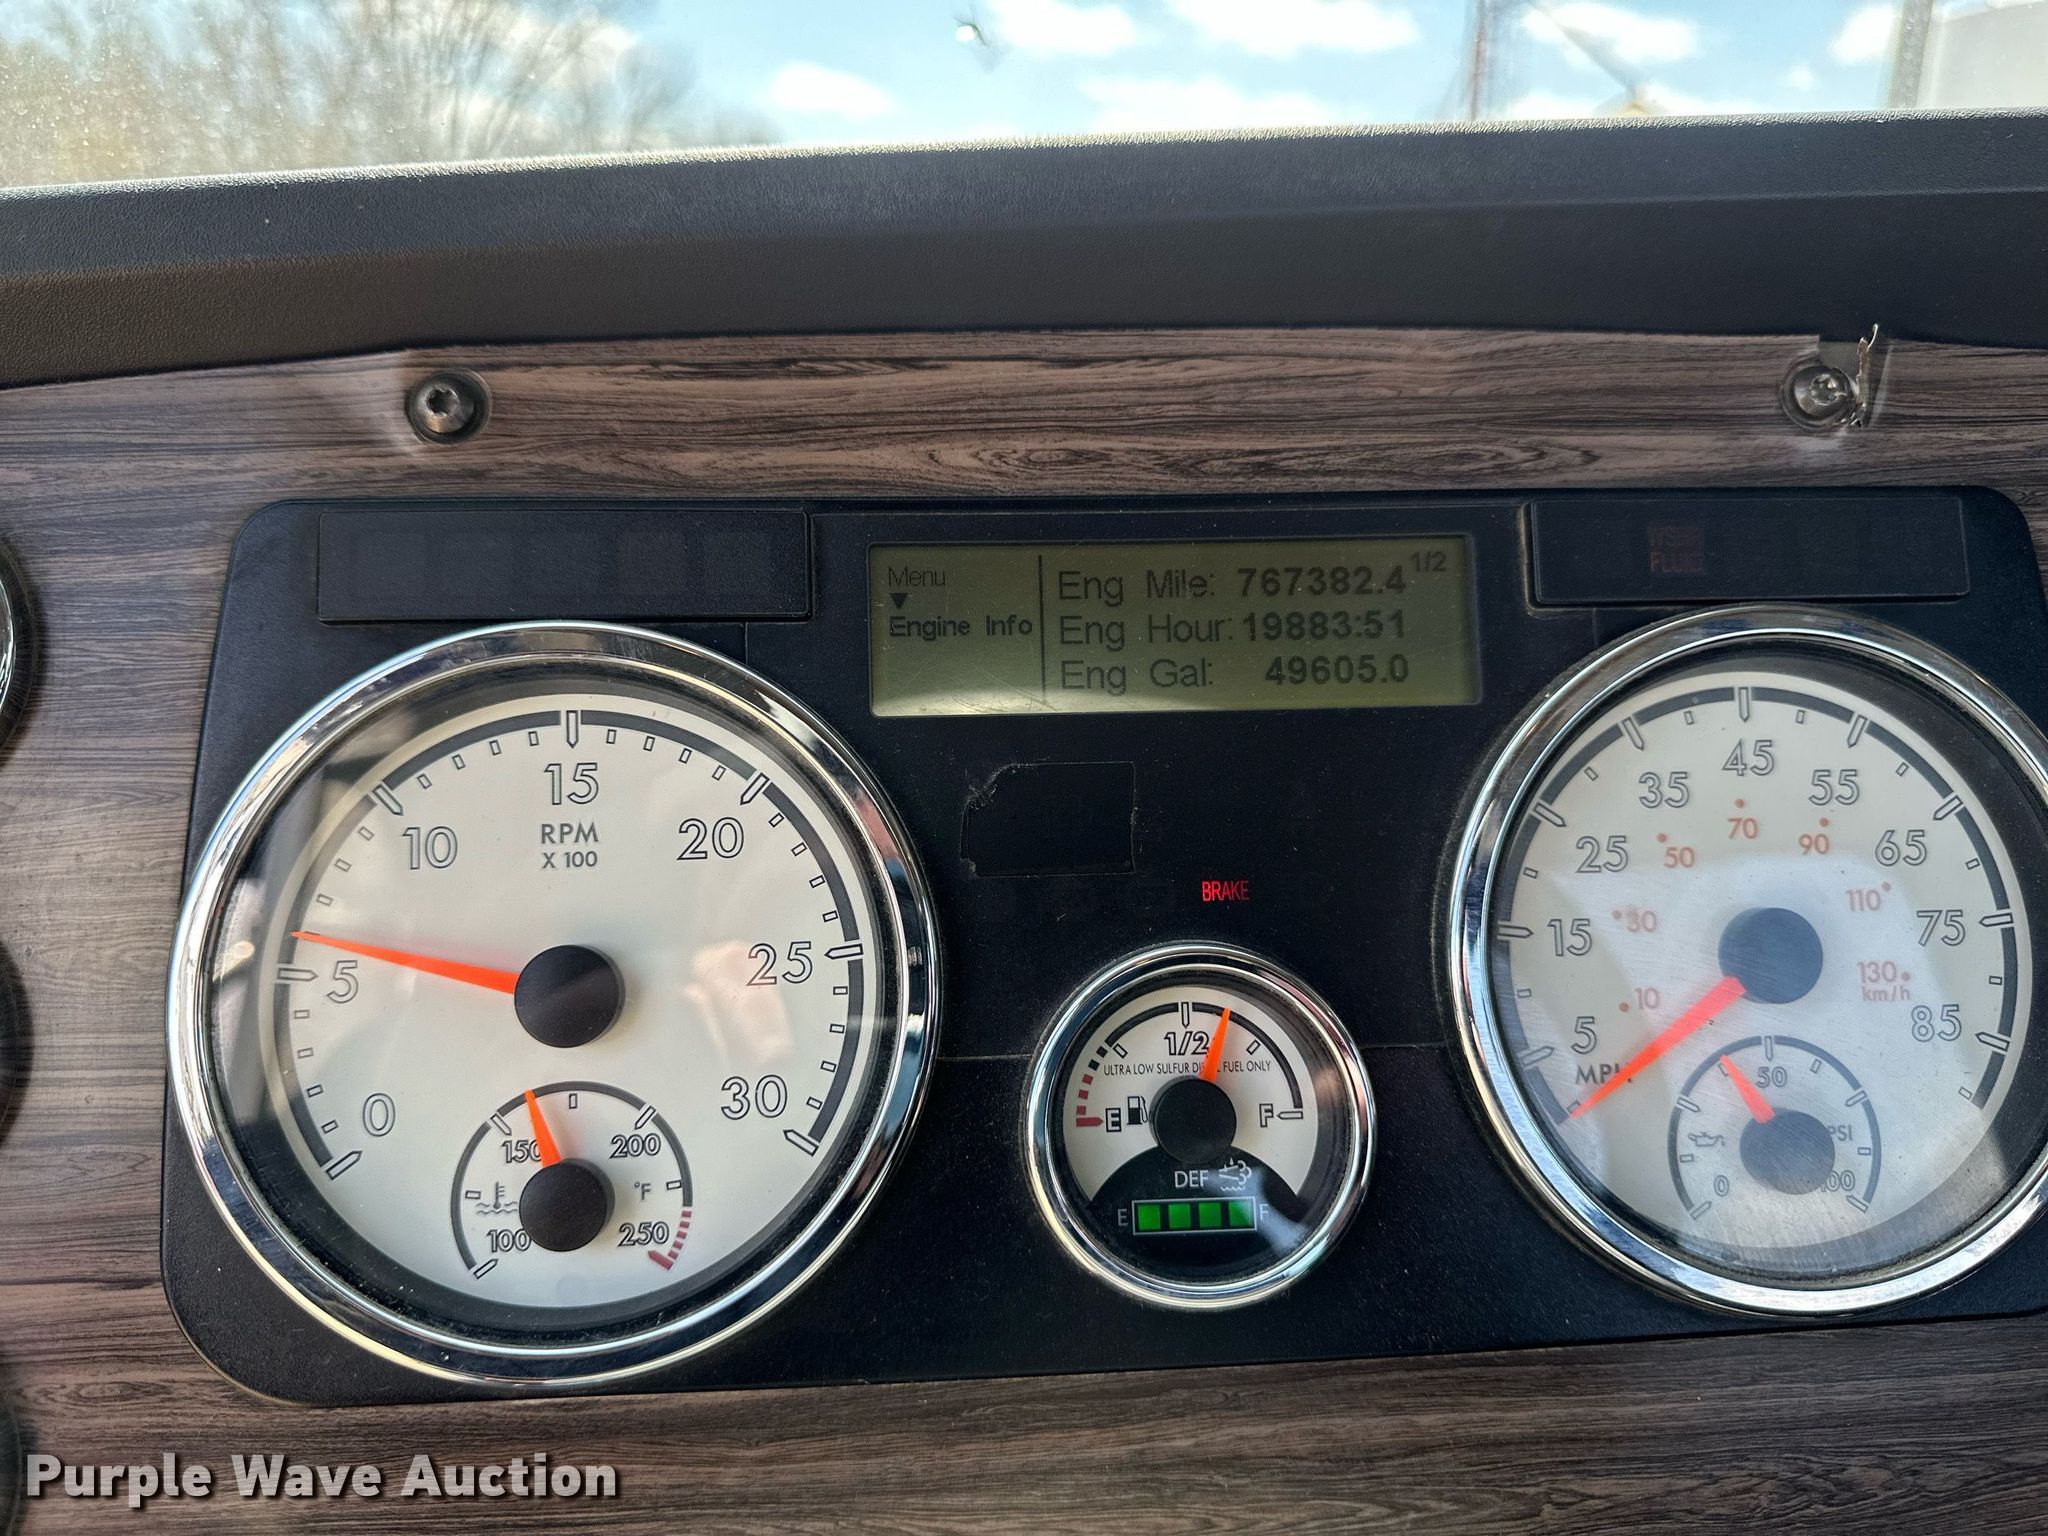 Menu
Engine Info
1/2
Eng Mile: 767382.4
Eng Hour: 19883:51
Eng Gal: 49605.0
FLUID
0
5
10
15
20
25
30
RPM
X 100
100
150
200
250
°F
BRAKE
1/2
ULTRA LOW SULFUR FUEL ONLY
E
F
DEF
E
F
5
15
25
35
45
55
65
75
85
MPH
10
30
50
70
90
110
130
km/h
0
50
100
PSI
Purple Wave Auction